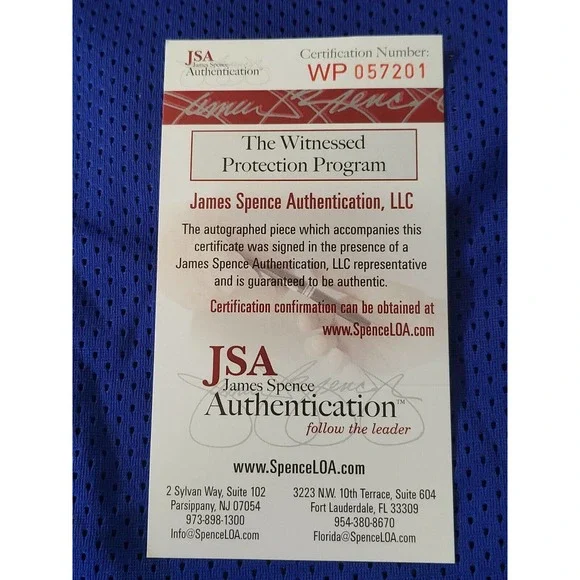 JSA
James Spence
Authentication™
Certification Number:
WP 057201
The Witnessed
Protection Program
James Spence Authentication, LLC
The autographed piece which accompanies this
certificate was signed in the presence of a
James Spence Authentication, LLC representative
and is guaranteed to be authentic.
Certification confirmation can be obtained at
www.SpenceLOA.com
JSA
James Spence
Authentication™
follow the leader
www.SpenceLOA.com
2 Sylvan Way, Suite 102
Parsippany, NJ 07054
973-898-1300
Info@SpenceLOA.com
3223 N.W. 10th Terrace, Suite 604
Fort Lauderdale, FL 33309
954-380-8670
Florida@SpenceLOA.com